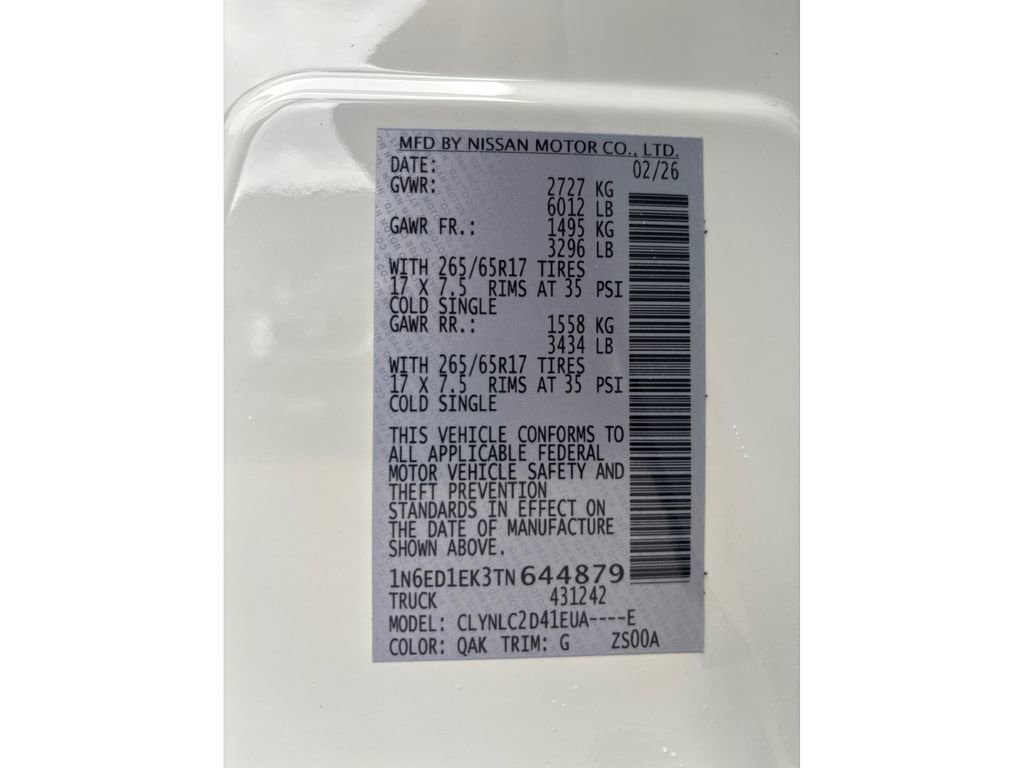 MFD BY NISSAN MOTOR CO., LTD.
DATE: 02/26
GVWR: 2727 KG
6012 LB
GAWR FR.: 1495 KG
3296 LB
WITH 265/65R17 TIRES
17 X 7.5 RIMS AT 35 PSI
COLD SINGLE
GAWR RR.: 1558 KG
3434 LB
WITH 265/65R17 TIRES
17 X 7.5 RIMS AT 35 PSI
COLD SINGLE
THIS VEHICLE CONFORMS TO
ALL APPLICABLE FEDERAL
MOTOR VEHICLE SAFETY AND
THEFT PREVENTION
STANDARDS IN EFFECT ON
THE DATE OF MANUFACTURE
SHOWN ABOVE.
1N6ED1EK3TN644879
TRUCK 431242
MODEL: CLYNLC2D41EUA----E
COLOR: QAK TRIM: G ZS00A